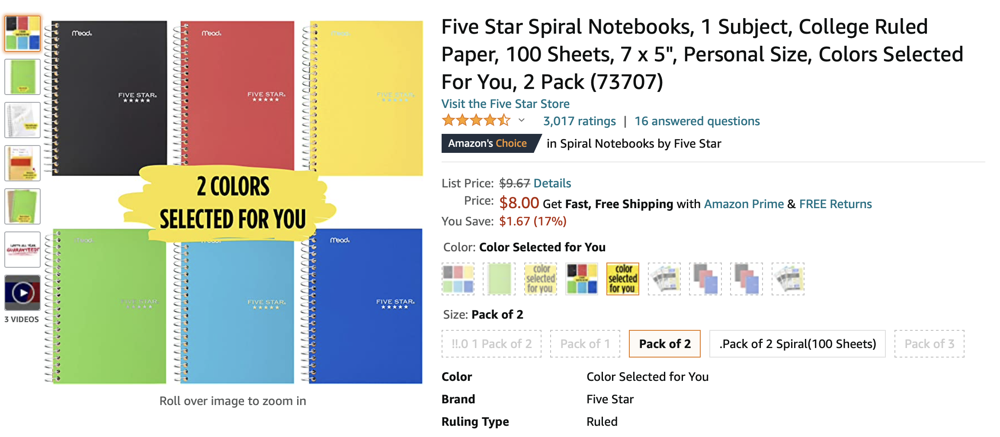 Mead
Mead
Mead
FIVE STAR
FIVE STAR
FIVE STAR
2 COLORS
SELECTED FOR YOU
Mead
Mead
FIVE STAR
FIVE STAR
FIVE STAR
GUARANTEED!
3 VIDEOS
Roll over image to zoom in
Five Star Spiral Notebooks, 1 Subject, College Ruled
Paper, 100 Sheets, 7 x 5", Personal Size, Colors Selected
For You, 2 Pack (73707)
Visit the Five Star Store
3,017 ratings | 16 answered questions
Amazon's Choice in Spiral Notebooks by Five Star
List Price: $9.67 Details
Price: $8.00 Get Fast, Free Shipping with Amazon Prime & FREE Returns
You Save: $1.67 (17%)
Color: Color Selected for You
color
selected
for you
color
selected
for you
Size: Pack of 2
!!.0 1 Pack of 2
Pack of 1
Pack of 2
.Pack of 2 Spiral(100 Sheets)
Pack of 3
Color Color Selected for You
Brand Five Star
Ruling Type Ruled